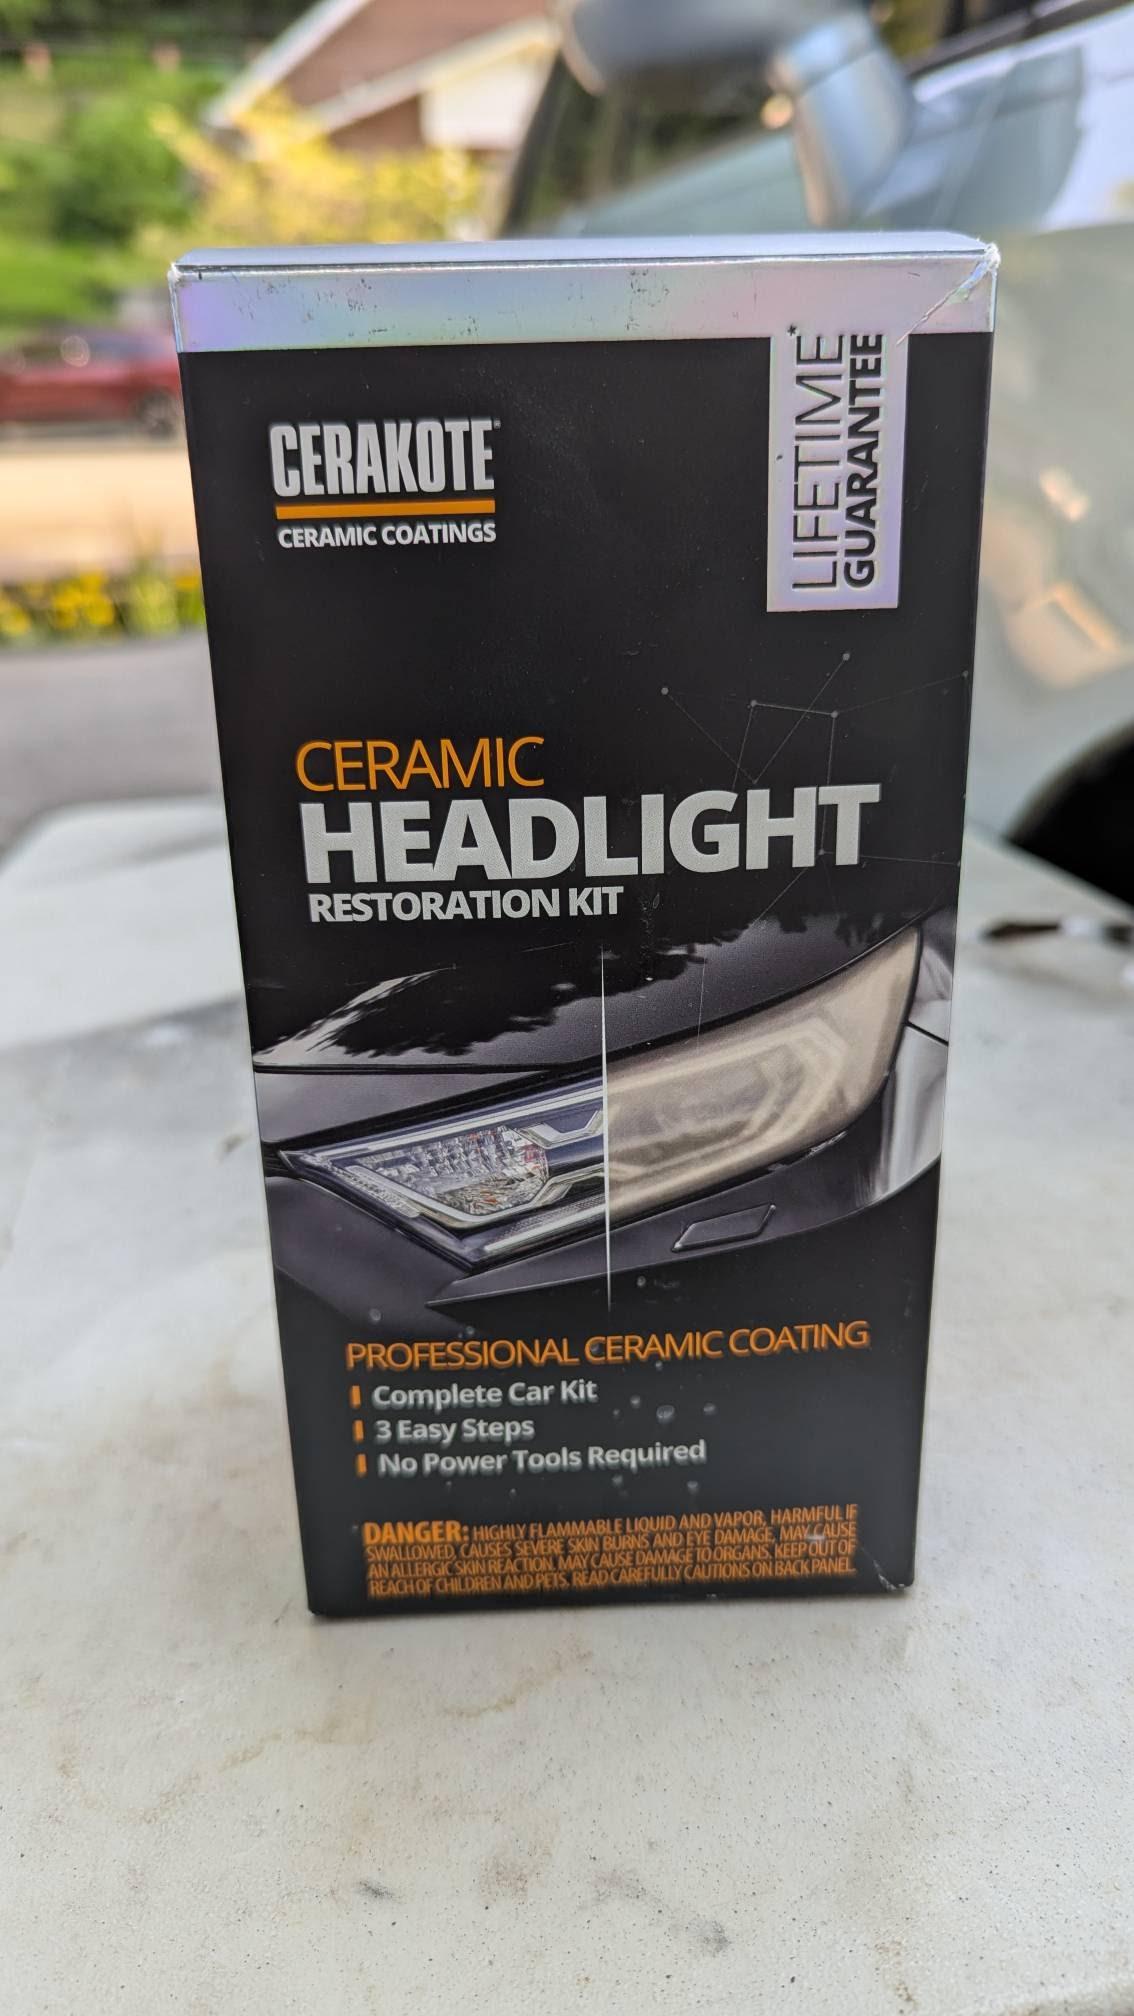 CERAKOTE®
CERAMIC COATINGS
LIFETIME*
GUARANTEE
CERAMIC
HEADLIGHT
RESTORATION KIT
PROFESSIONAL CERAMIC COATING
Complete Car Kit
3 Easy Steps
No Power Tools Required
DANGER: HIGHLY FLAMMABLE LIQUID AND VAPOR, HARMFUL IF
SWALLOWED, CAUSES SEVERE SKIN BURNS AND EYE DAMAGE, MAY CAUSE
AN ALLERGIC SKIN REACTION, MAY CAUSE DAMAGE TO ORGANS. KEEP OUT OF
REACH OF CHILDREN AND PETS. READ CAREFULLY CAUTIONS ON BACK PANEL.